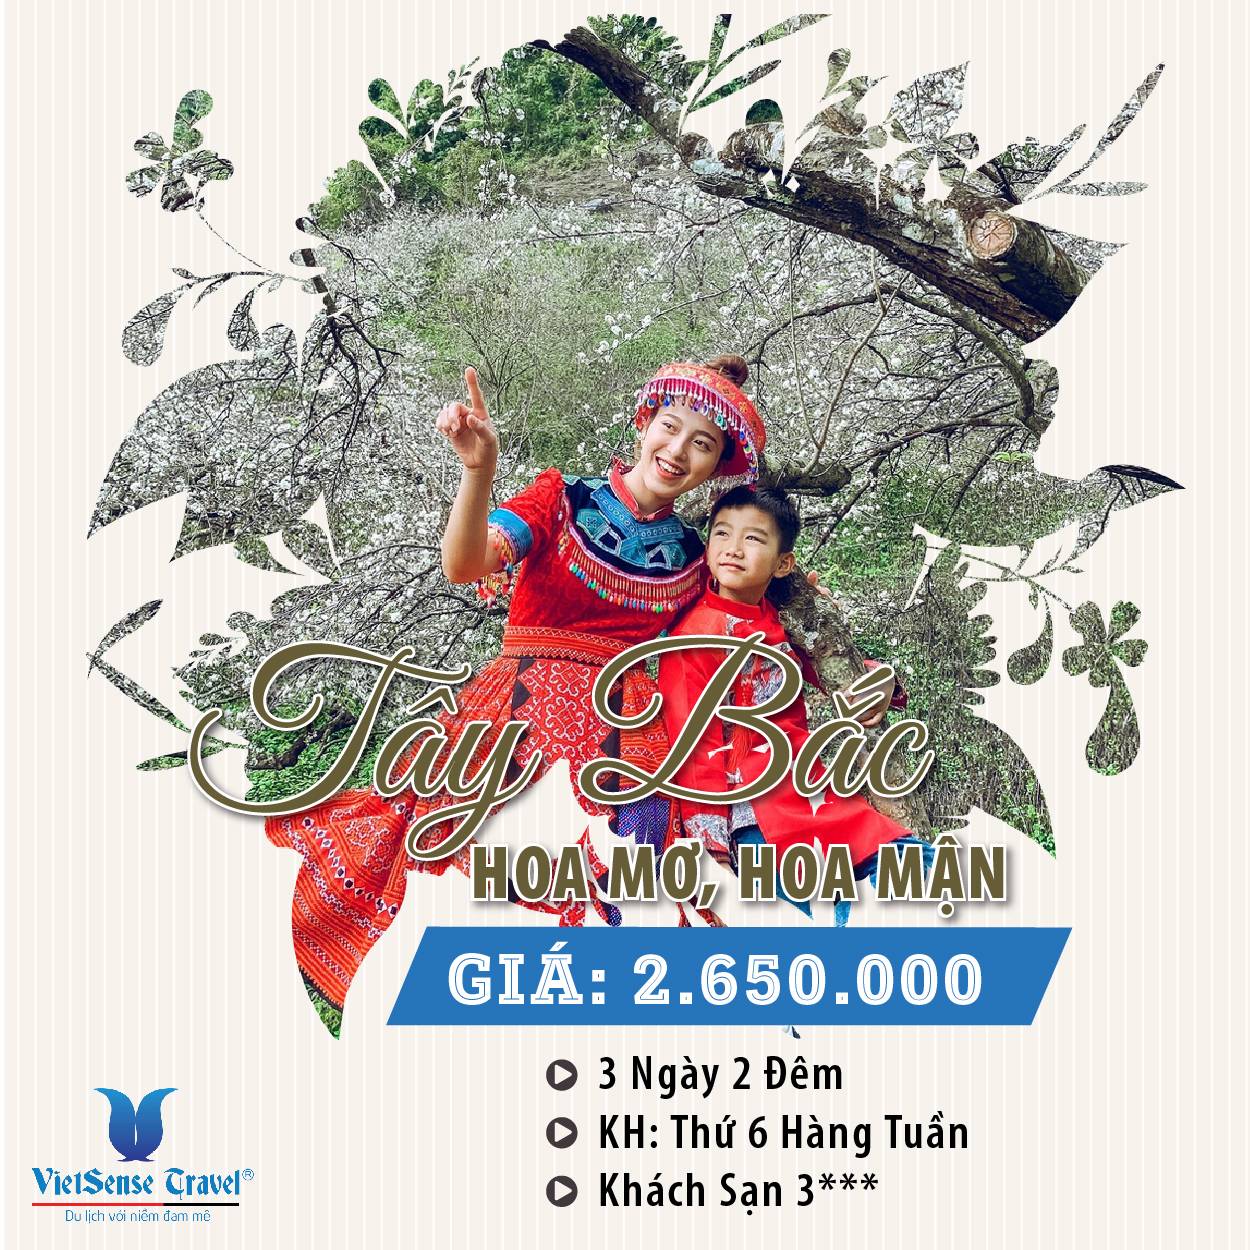 Tây Bắc
HOA MƠ, HOA MẬN
GIÁ: 2.650.000
3 Ngày 2 Đêm
KH: Thứ 6 Hàng Tuần
Khách Sạn 3***
VietSense Travel®
Du lịch với niềm đam mê